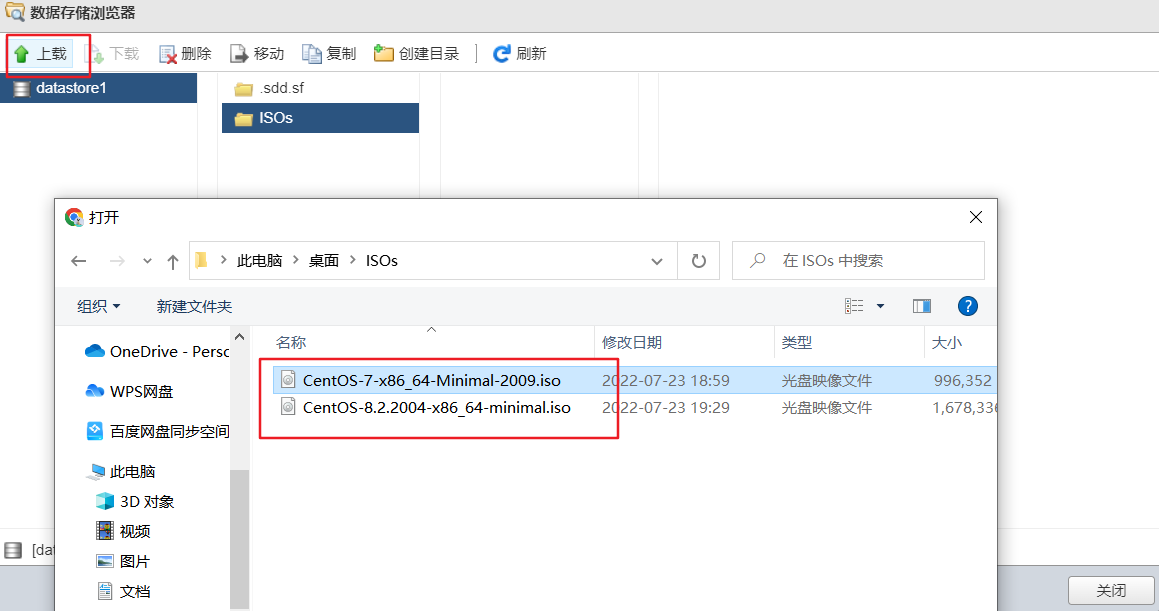 数据存储浏览器
上载 下载 删除 移动 复制 创建目录 刷新
datastore1 .sdd.sf
ISOs
打开
此电脑 桌面 ISOs 在 ISOs 中搜索
组织 新建文件夹 ?
名称 修改日期 类型 大小
OneDrive - Persc
CentOS-7-x86_64-Minimal-2009.iso 2022-07-23 18:59 光盘映像文件 996,352
WPS网盘
CentOS-8.2.2004-x86_64-minimal.iso 2022-07-23 19:29 光盘映像文件 1,678,336
百度网盘同步空间
此电脑
3D 对象
视频
[dat
图片
文档
关闭